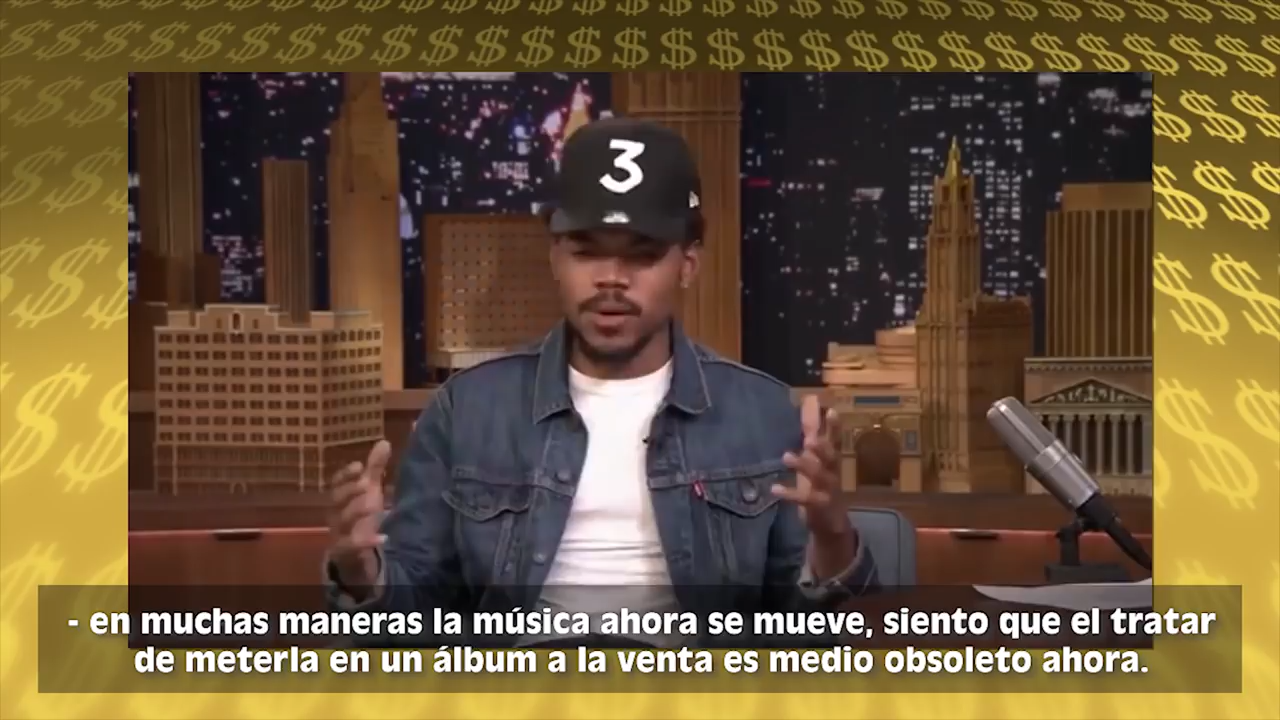 3
- en muchas maneras la música ahora se mueve, siento que el tratar
de meterla en un álbum a la venta es medio obsoleto ahora.